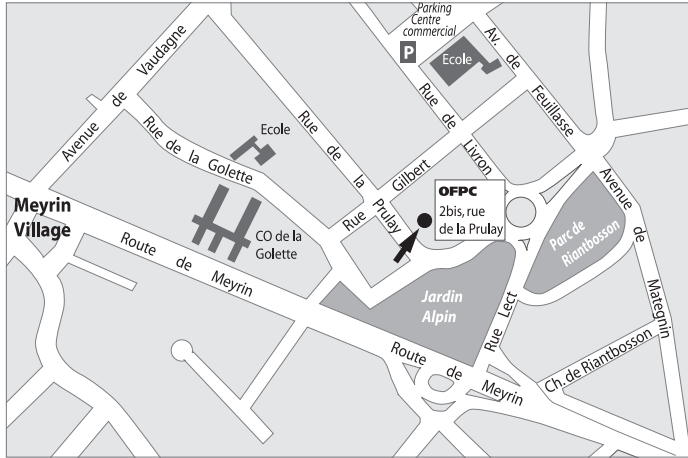 Parking
Centre
commercial
P
Ecole
Av. de Feuillasse
Avenue de Vaudagne
Rue de la Golette
Ecole
Rue de la Prulay
Rue de Livron
Rue Gilbert
OFPC
2bis, rue
de la Prulay
Meyrin
Village
CO de la
Golette
Route de Meyrin
Parc de
Riantbosson
Avenue de Mategnin
Jardin
Alpin
Rue Lect
Route de Meyrin
Ch. de Riantbosson